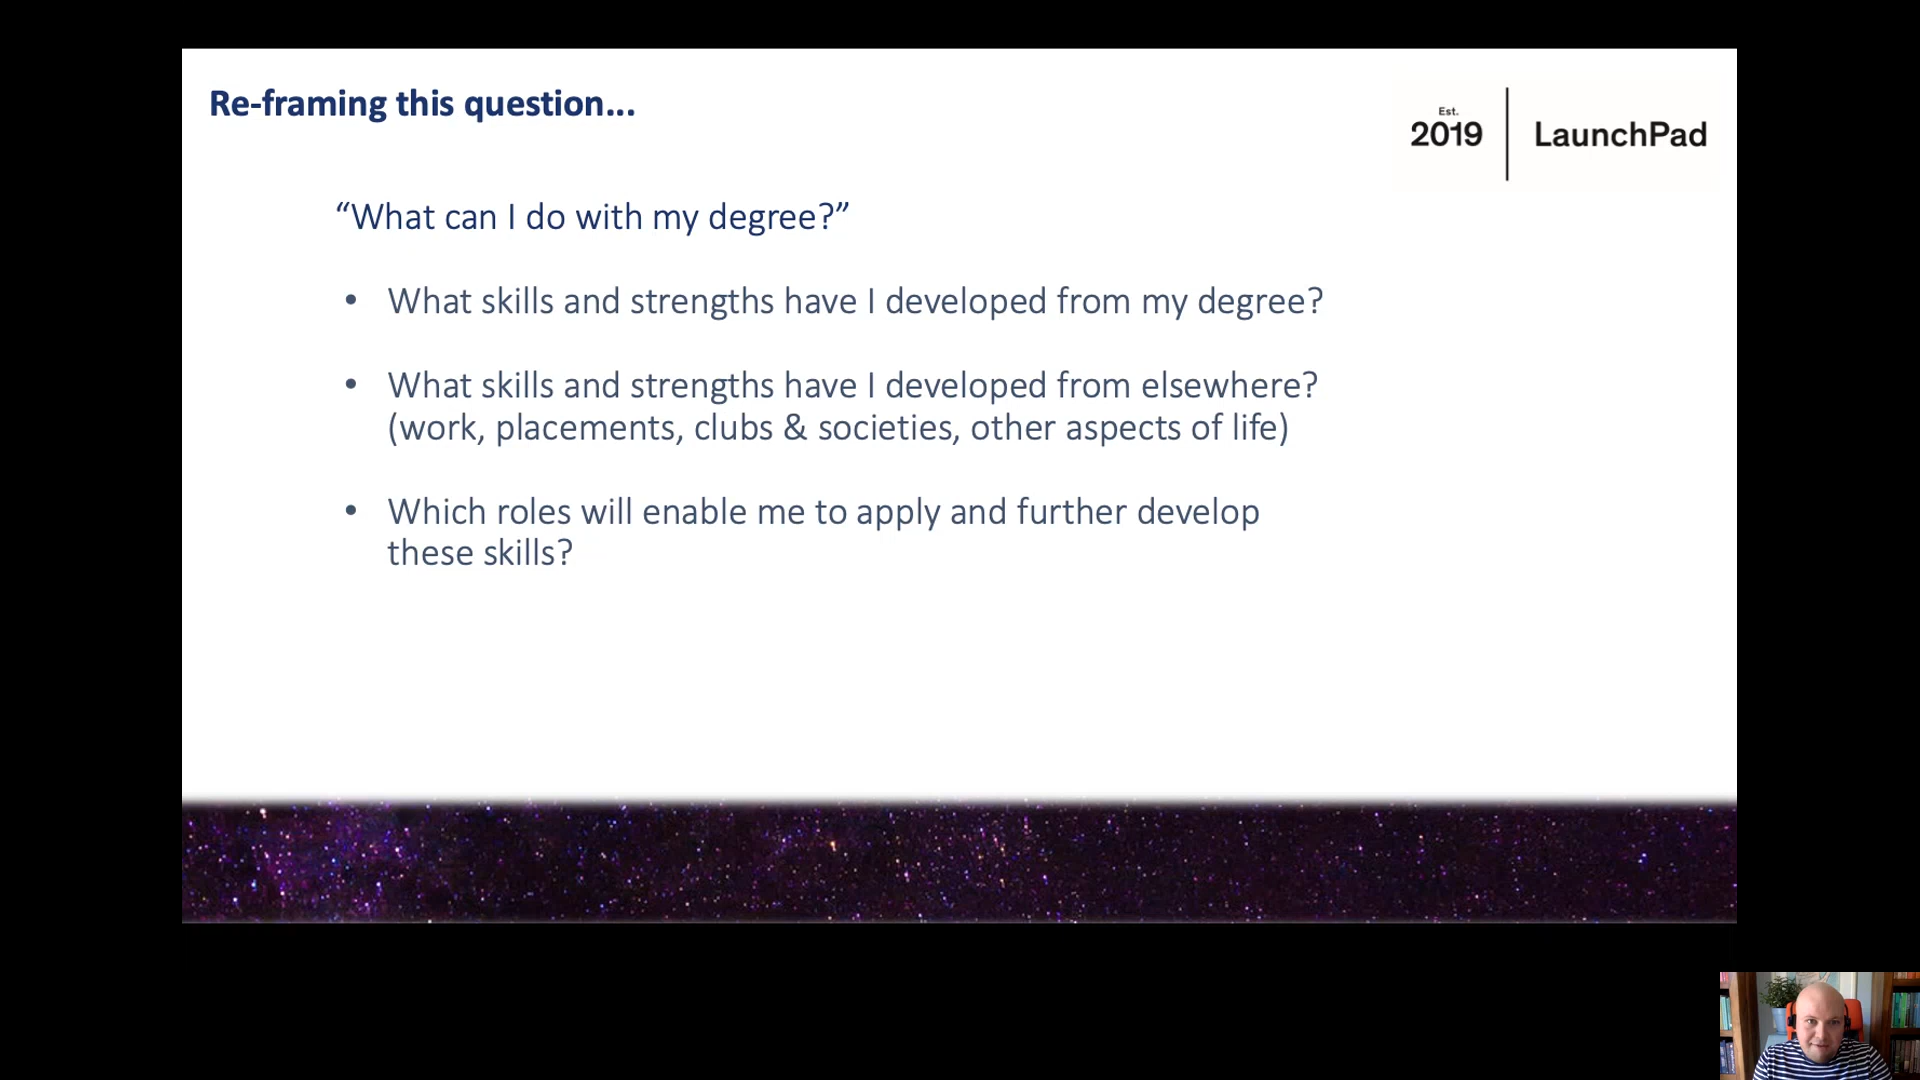 Re-framing this question...
Est.
2019
LaunchPad
“What can I do with my degree?”
• What skills and strengths have I developed from my degree?
• What skills and strengths have I developed from elsewhere?
(work, placements, clubs & societies, other aspects of life)
• Which roles will enable me to apply and further develop
these skills?